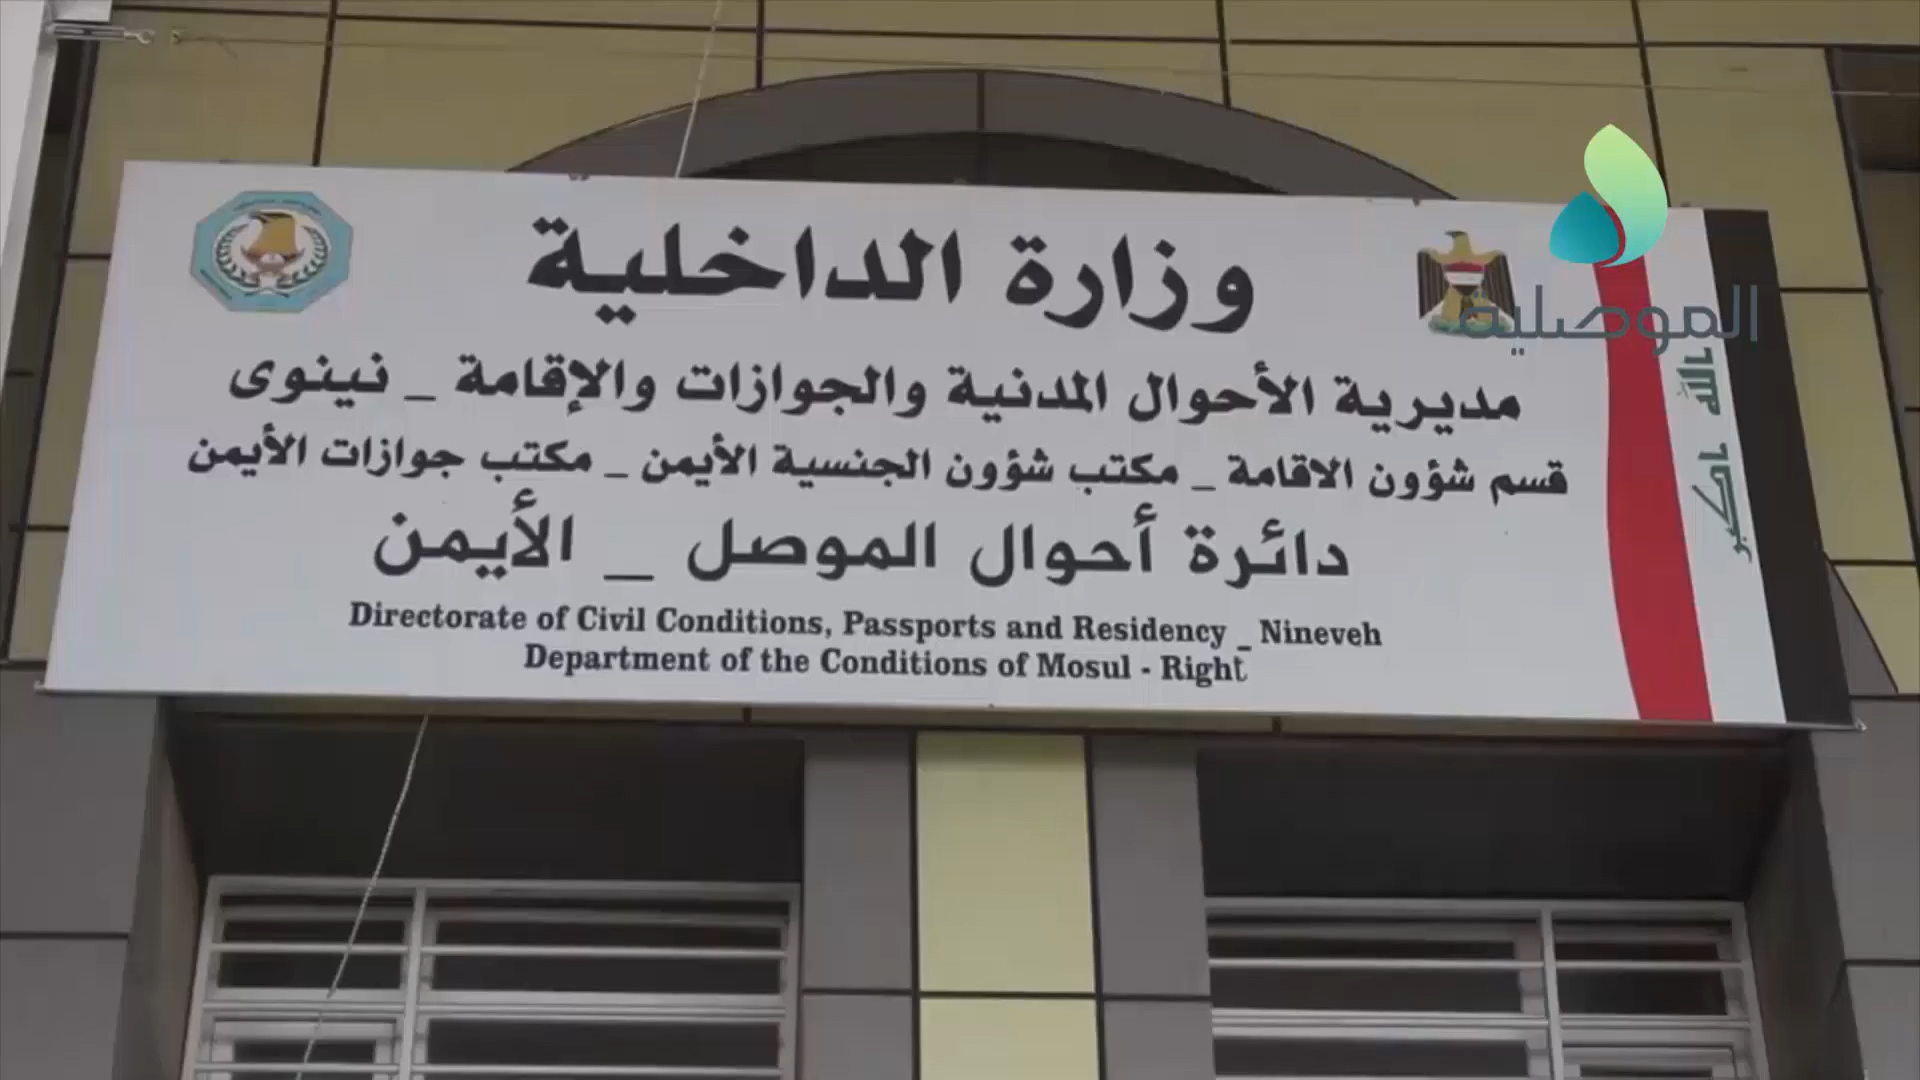 وزارة الداخلية
مديرية الأحوال المدنية والجوازات والإقامة _ نينوى
قسم شؤون الاقامة _ مكتب شؤون الجنسية الأيمن _ مكتب جوازات الأيمن
دائرة أحوال الموصل _ الأيمن
Directorate of Civil Conditions, Passports and Residency _ Nineveh
Department of the Conditions of Mosul - Right
الموصلية
الله اكبر